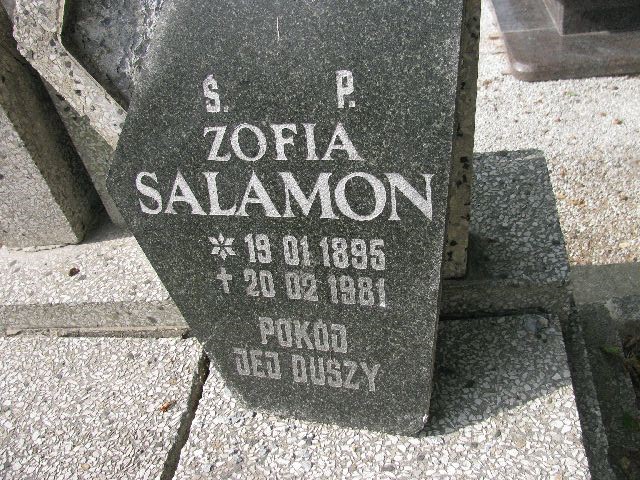 Ś. P.
ZOFIA
SALAMON
* 19 01 1895
† 20 02 1981
POKÓJ
JEJ DUSZY